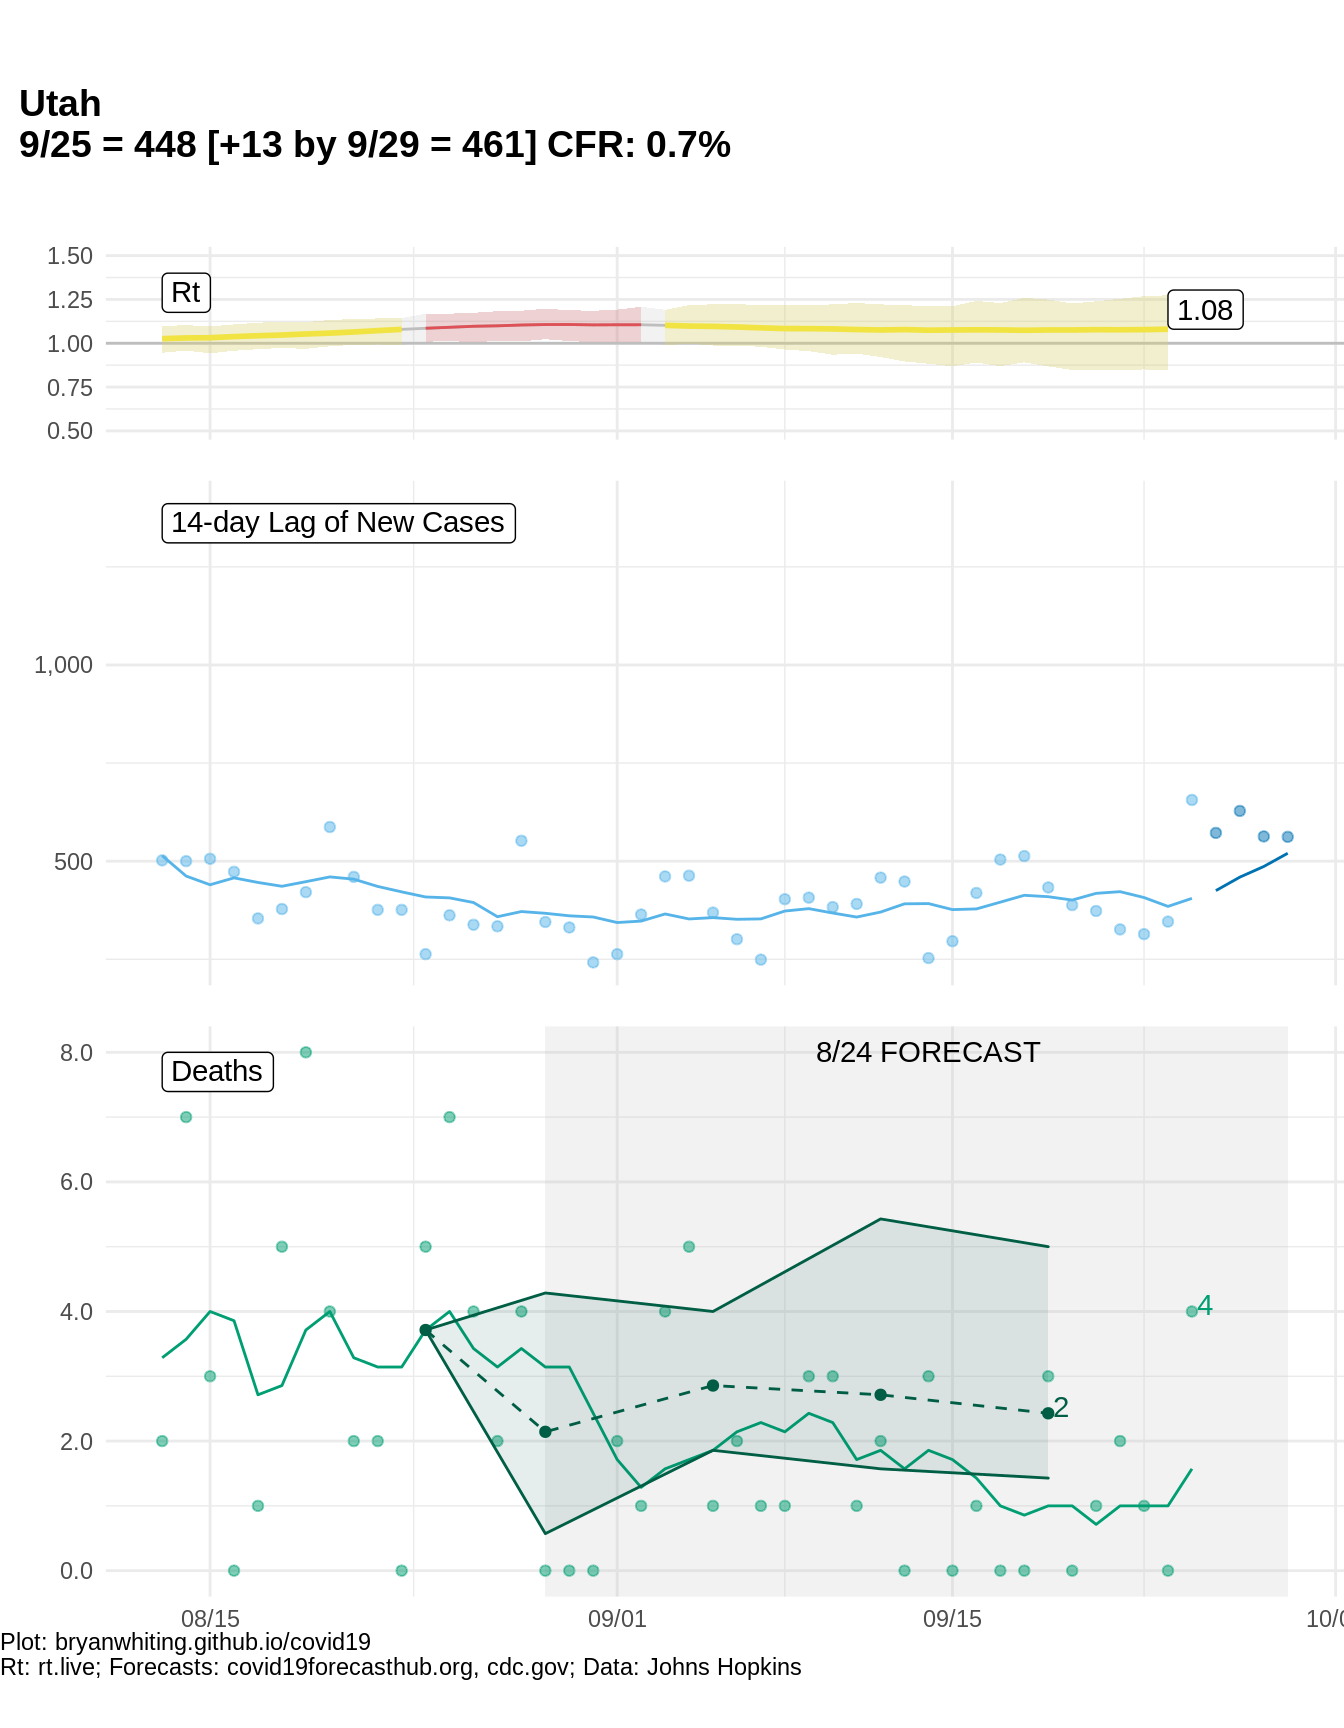 Utah
9/25 = 448 [+13 by 9/29 = 461] CFR: 0.7%
1.50
1.25
1.00
0.75
0.50
Rt
1.08
14-day Lag of New Cases
1,000
500
Deaths
8/24 FORECAST
8.0
6.0
4.0
2.0
0.0
4
2
08/15
09/01
09/15
Plot: bryanwhiting.github.io/covid19
Rt: rt.live; Forecasts: covid19forecasthub.org, cdc.gov; Data: Johns Hopkins